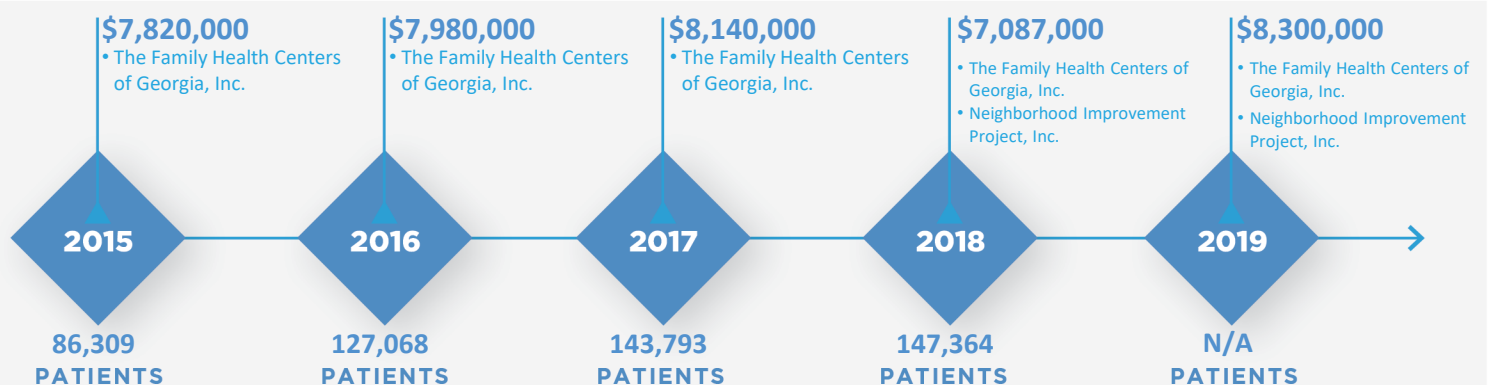 $7,820,000
• The Family Health Centers
of Georgia, Inc.
$7,980,000
• The Family Health Centers
of Georgia, Inc.
$8,140,000
• The Family Health Centers
of Georgia, Inc.
$7,087,000
• The Family Health Centers of
Georgia, Inc.
• Neighborhood Improvement
Project, Inc.
$8,300,000
• The Family Health Centers of
Georgia, Inc.
• Neighborhood Improvement
Project, Inc.
2015
2016
2017
2018
2019
86,309
PATIENTS
127,068
PATIENTS
143,793
PATIENTS
147,364
PATIENTS
N/A
PATIENTS